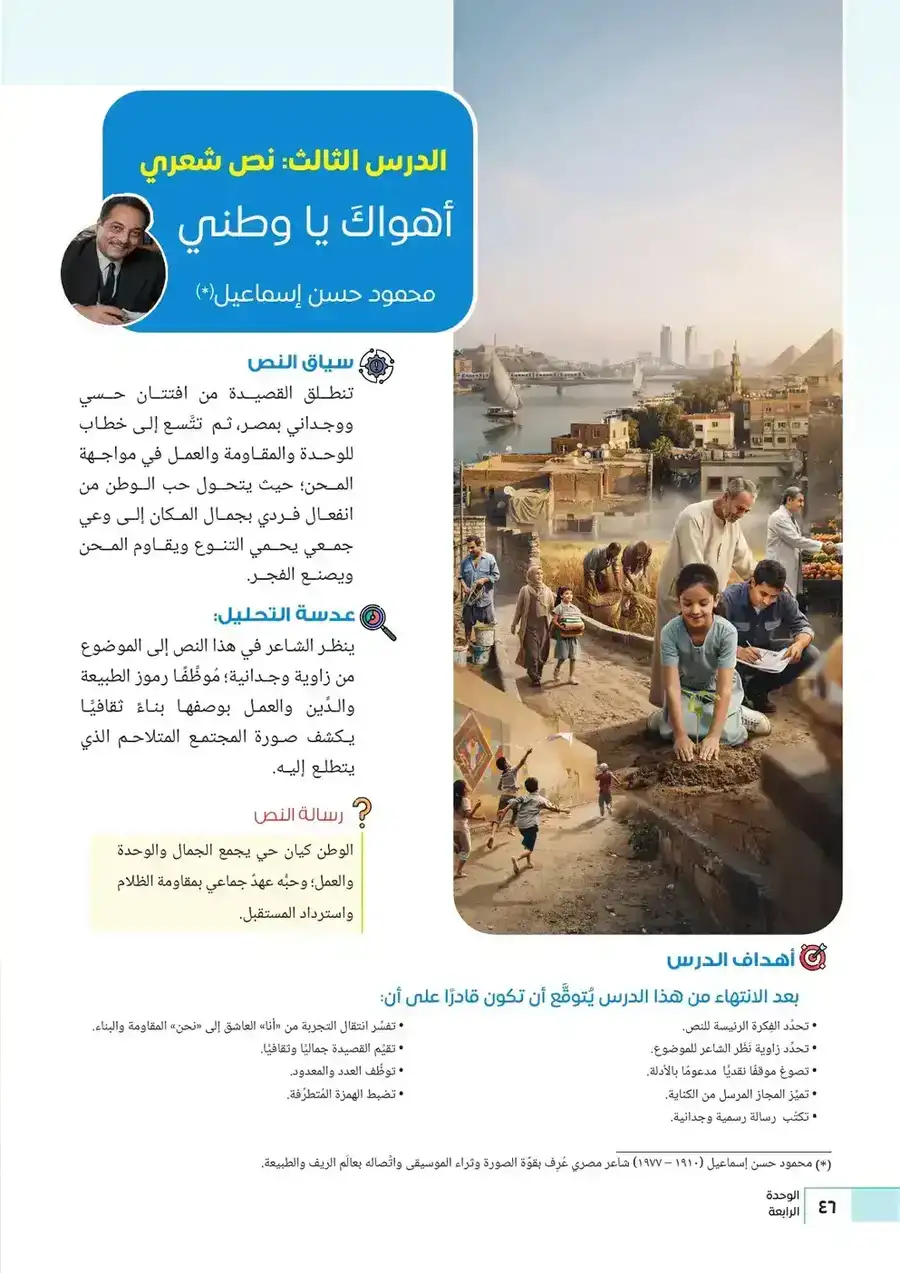 الدرس الثالث: نص شعري
أهواكَ يا وطني
محمود حسن إسماعيل(*)
سياق النص
تنطلق القصيدة من افتتان حسي
ووجداني بمصر، ثم تتَّسع إلى خطاب
للوحدة والمقاومة والعمل في مواجهة
المحن؛ حيث يتحول حب الوطن من
انفعال فردي بجمال المكان إلى وعي
جمعي يحمي التنوع ويقاوم المحن
ويصنع الفجر.
عدسة التحليل:
ينظر الشاعر في هذا النص إلى الموضوع
من زاوية وجدانية؛ مُوظِّفًا رموز الطبيعة
والدِّين والعمل بوصفها بناءً ثقافيًّا
يكشف صورة المجتمع المتلاحم الذي
يتطلع إليه.
رسالة النص
الوطن كيان حي يجمع الجمال والوحدة
والعمل؛ وحبُّه عهدٌ جماعي بمقاومة الظلام
واسترداد المستقبل.
أهداف الدرس
بعد الانتهاء من هذا الدرس يُتوقَّع أن تكون قادرًا على أن:
• تحدِّد الفِكرة الرئيسة للنص.
• تحدِّد زاوية نَظَر الشاعر للموضوع.
• تصوغ موقفًا نقديًّا مدعومًا بالأدلة.
• تميِّز المجاز المرسل من الكناية.
• تكتُب رسالة رسمية وجدانية.
• تفسِّر انتقال التجربة من «أنا» العاشق إلى «نحن» المقاومة والبناء.
• تقيِّم القصيدة جماليًّا وثقافيًّا.
• توظِّف العدد والمعدود.
• تضبط الهمزة المُتطرِّفة.
(*) محمود حسن إسماعيل (١٩١٠ – ١٩٧٧) شاعر مصري عُرِف بقوَّة الصورة وثراء الموسيقى واتِّصاله بعالَم الريف والطبيعة.
الوحدة
الرابعة
٤٦